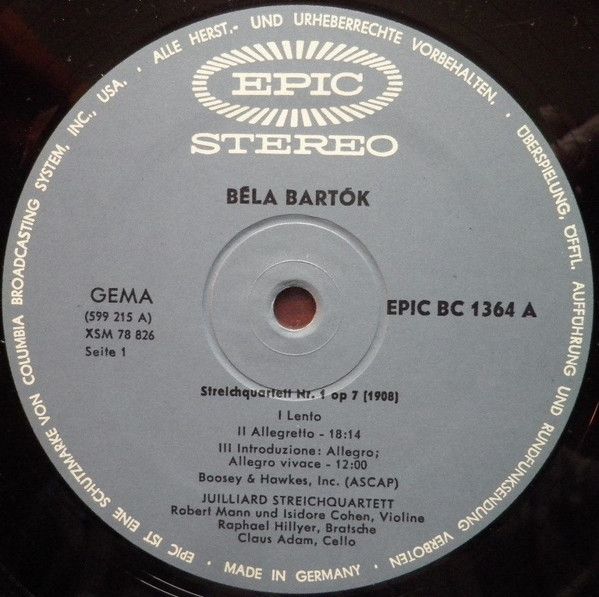 • ALLE HERST.- UND URHEBERRECHTE VORBEHALTEN. • ÜBERSPIELUNG, ÖFFTL. AUFFÜHRUNG UND RUNDFUNKSENDUNG VERBOTEN • MADE IN GERMANY • EPIC IST EINE SCHUTZMARKE VON COLUMBIA BROADCASTING SYSTEM, INC., USA.
EPIC
STEREO
BÉLA BARTÓK
GEMA
(599 215 A)
XSM 78 826
Seite 1
EPIC BC 1364 A
Streichquartett Nr. 1 op 7 (1908)
I Lento
II Allegretto - 18:14
III Introduzione: Allegro;
Allegro vivace - 12:00
Boosey & Hawkes, Inc. (ASCAP)
JUILLIARD STREICHQUARTETT
Robert Mann und Isidore Cohen, Violine
Raphael Hillyer, Bratsche
Claus Adam, Cello